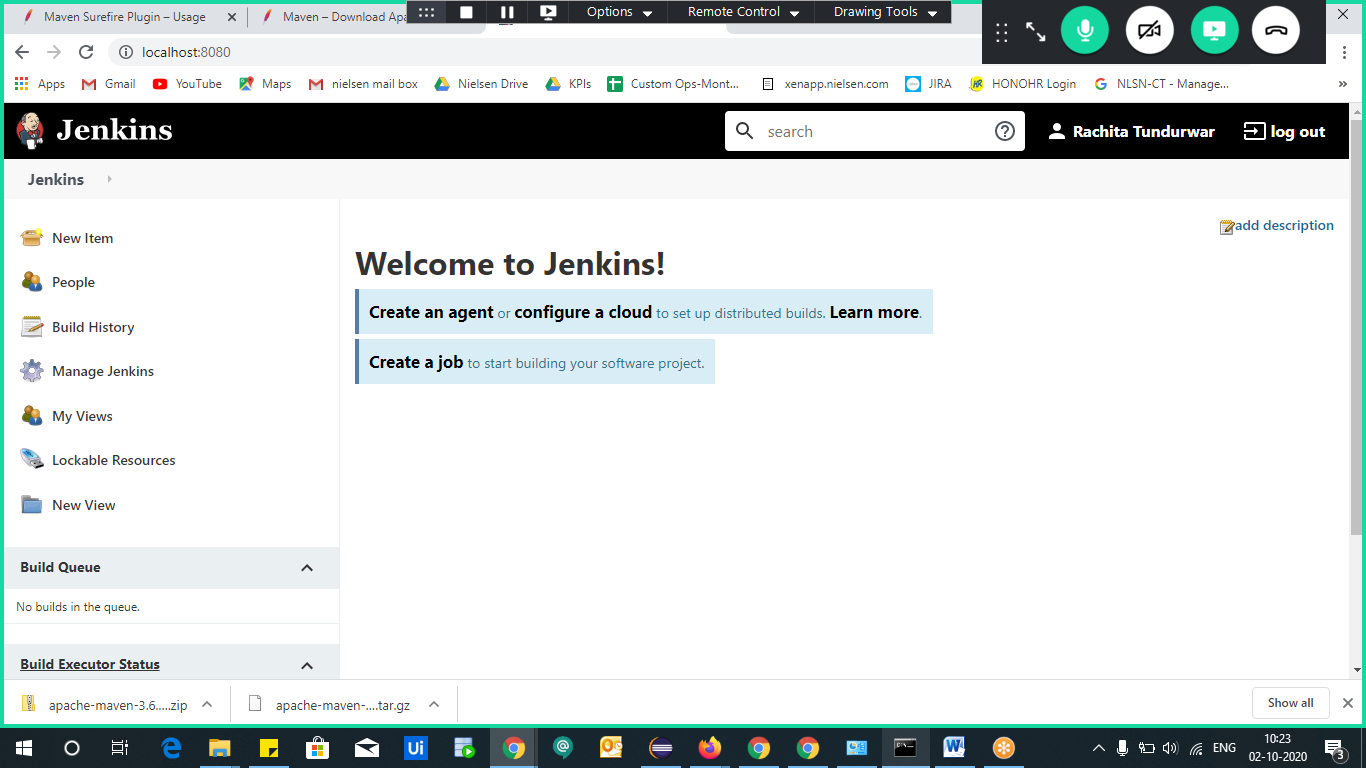 Maven Surefire Plugin – Usage
Maven – Download Apa
Options
Remote Control
Drawing Tools
localhost:8080
Apps
Gmail
YouTube
Maps
nielsen mail box
Nielsen Drive
KPIs
Custom Ops-Mont...
xenapp.nielsen.com
JIRA
HONOHR Login
NLSN-CT - Manage...
Jenkins
search
Rachita Tundurwar
log out
Jenkins
New Item
People
Build History
Manage Jenkins
My Views
Lockable Resources
New View
Build Queue
No builds in the queue.
Build Executor Status
add description
Welcome to Jenkins!
Create an agent or configure a cloud to set up distributed builds. Learn more.
Create a job to start building your software project.
apache-maven-3.6.....zip
apache-maven-....tar.gz
Show all
Ui
ENG
10:23
02-10-2020
3